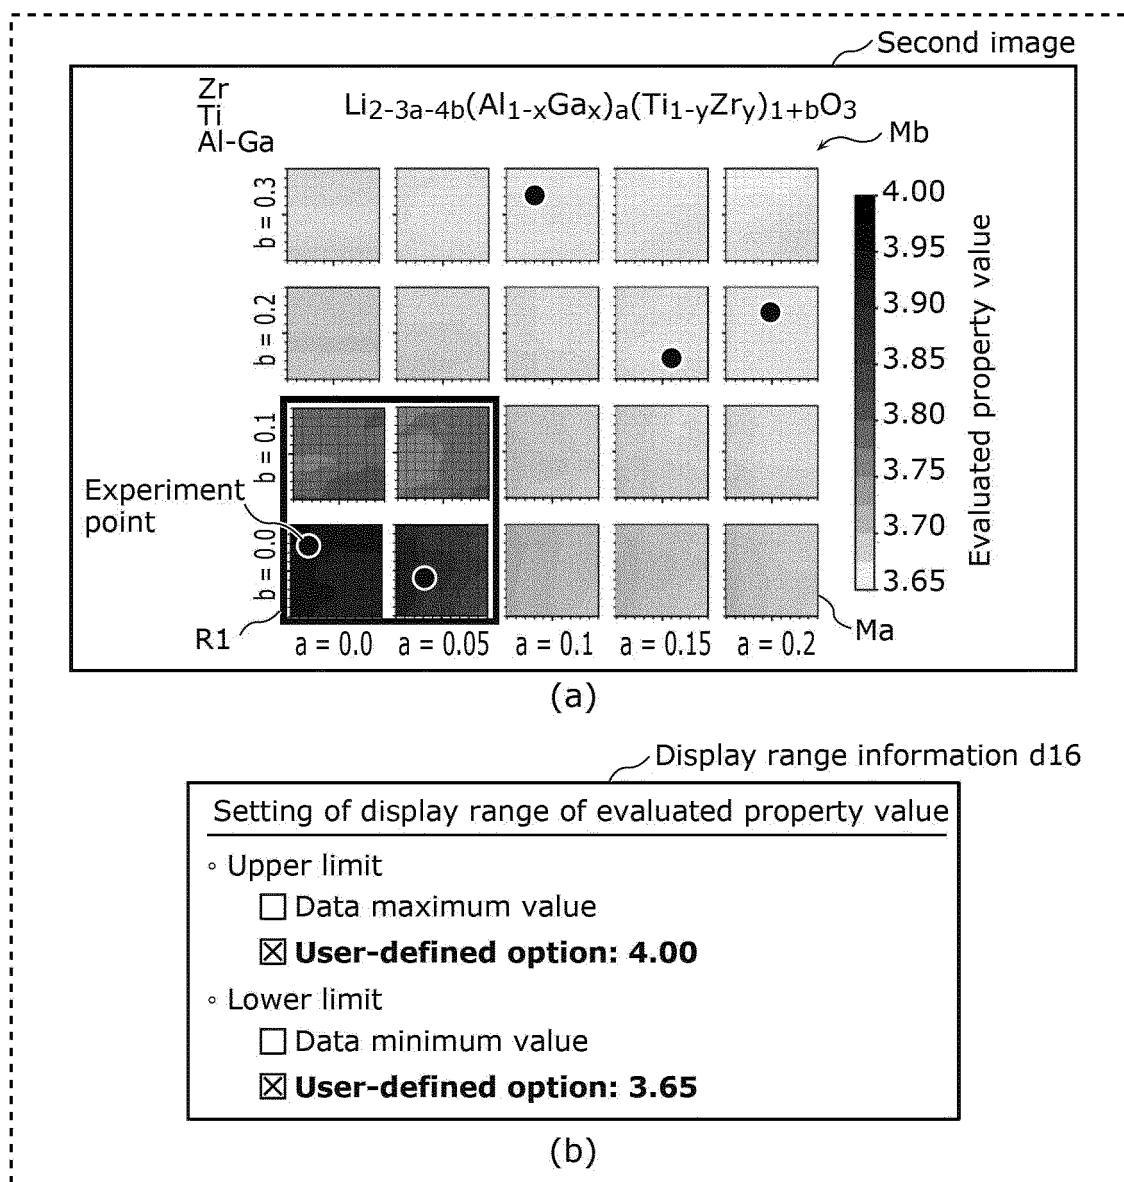 Second image
Zr
Ti
Al-Ga
Li2-3a-4b(Al1-xGax)a(Ti1-yZry)1+bO3
Mb
b = 0.3
b = 0.2
b = 0.1
b = 0.0
4.00
3.95
3.90
3.85
3.80
3.75
3.70
3.65
Evaluated property value
Experiment
point
R1
a = 0.0
a = 0.05
a = 0.1
a = 0.15
a = 0.2
Ma
(a)
Display range information d16
Setting of display range of evaluated property value
◦ Upper limit
☐ Data maximum value
☒ User-defined option: 4.00
◦ Lower limit
☐ Data minimum value
☒ User-defined option: 3.65
(b)